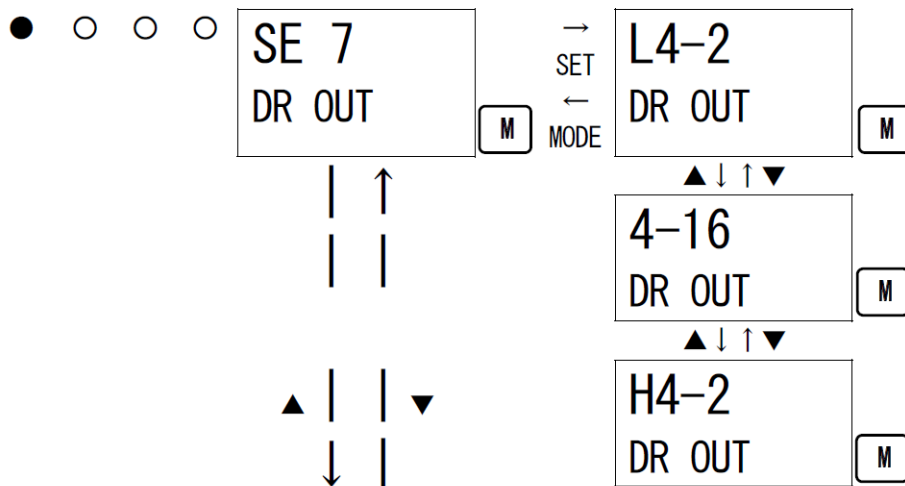 ● ○ ○ ○
SE 7
DR OUT
M
→
SET
←
MODE
L4-2
DR OUT
M
▲↓↑▼
4-16
DR OUT
M
▲↓↑▼
H4-2
DR OUT
M
▲ ▼